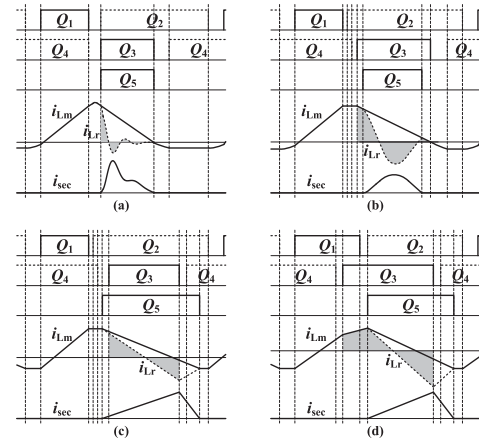 Q1 Q2
Q4 Q3 Q4
Q5
iLm
iLr
isec
(a)
Q1 Q2
Q4 Q3 Q4
Q5
iLm
iLr
isec
(b)
Q1 Q2
Q4 Q3 Q4
Q5
iLm
iLr
isec
(c)
Q1 Q2
Q4 Q3 Q4
Q5
iLm
iLr
isec
(d)